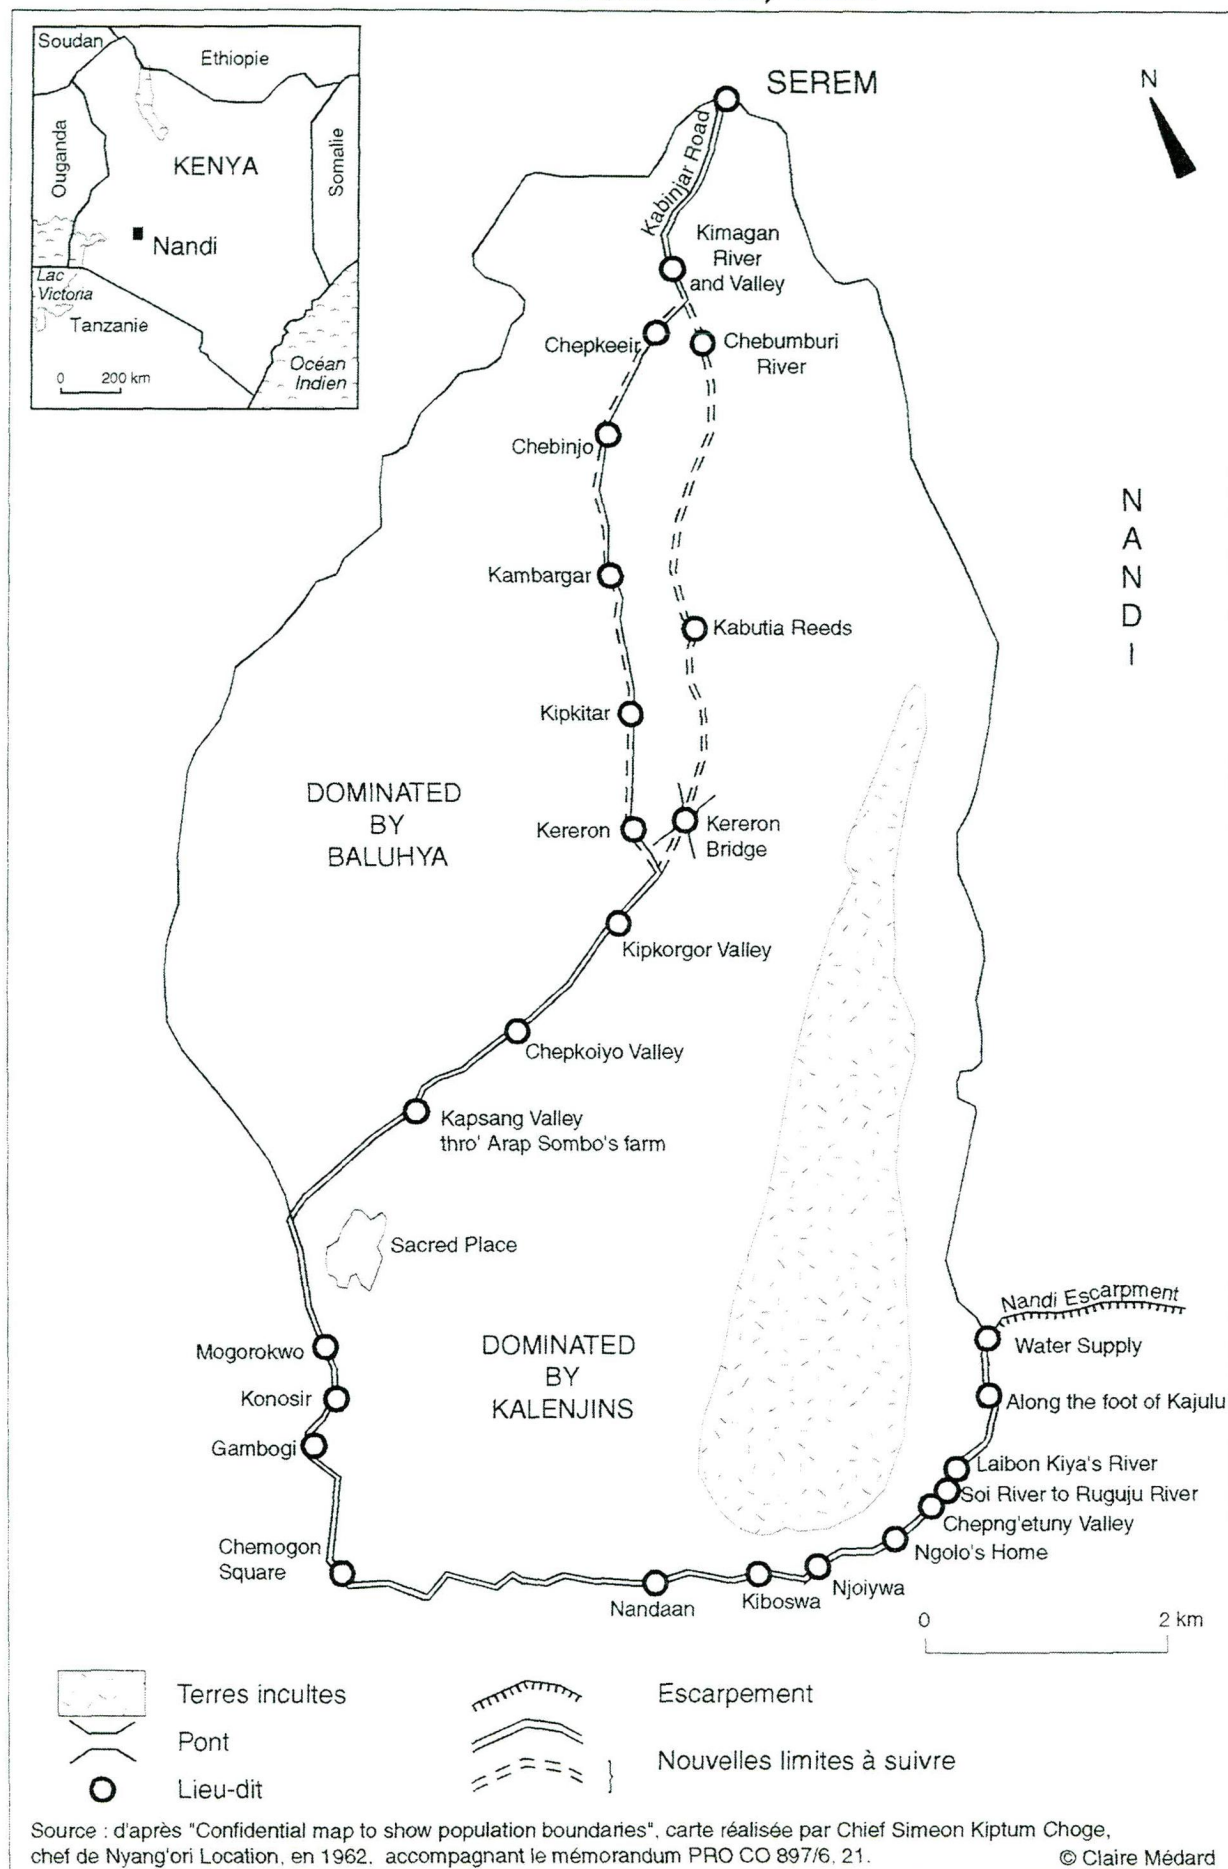 Soudan
Ethiopie
Ouganda
KENYA
Somalie
Nandi
Lac
Victoria
Tanzanie
Océan
Indien
0 200 km
SEREM
N
Kabinjar Road
Kimagan
River
and Valley
Chepkeeir
Chebumburi
River
Chebinjo
NANDI
Kambargar
Kabutia Reeds
Kipkitar
DOMINATED
BY
BALUHYA
Kereron
Kereron
Bridge
Kipkorgor Valley
Chepkoiyo Valley
Kapsang Valley
thro' Arap Sombo's farm
Sacred Place
Nandi Escarpment
Mogorokwo
DOMINATED
BY
KALENJINS
Water Supply
Konosir
Along the foot of Kajulu
Gambogi
Laibon Kiya's River
Soi River to Ruguju River
Chepng'etuny Valley
Ngolo's Home
Chemogon
Square
Njoiywa
Kiboswa
Nandaan
0 2 km
Terres incultes
Escarpement
Pont
Nouvelles limites à suivre
Lieu-dit
Source : d'après "Confidential map to show population boundaries", carte réalisée par Chief Simeon Kiptum Choge,
chef de Nyang'ori Location, en 1962, accompagnant le mémorandum PRO CO 897/6, 21.
© Claire Médard